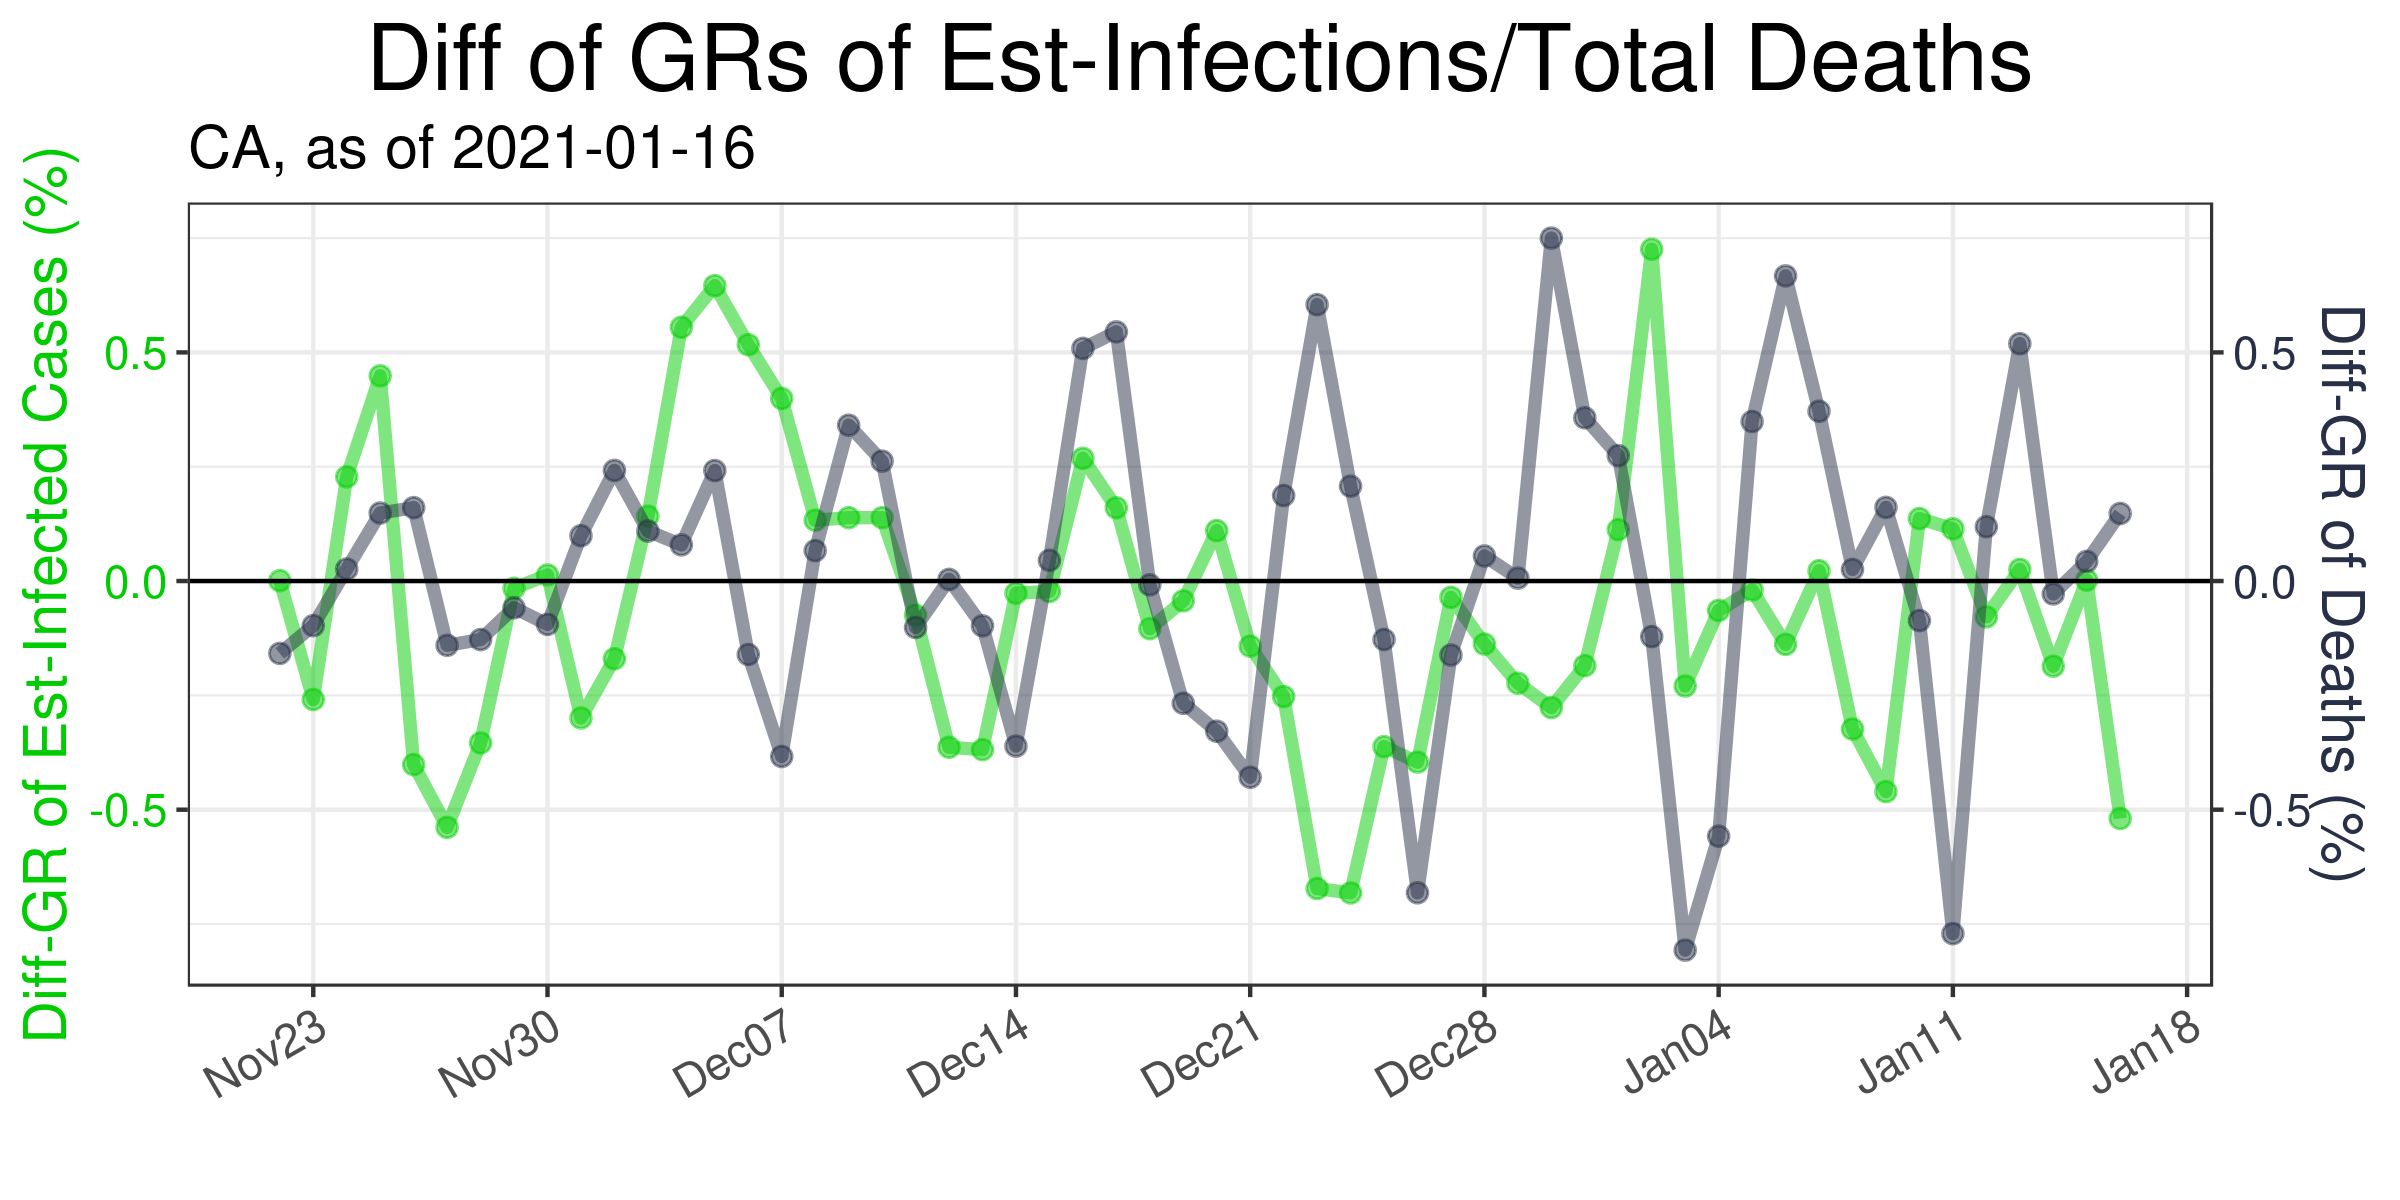 Diff of GRs of Est-Infections/Total Deaths
CA, as of 2021-01-16
Diff-GR of Est-Infected Cases (%)
0.5
0.0
-0.5
0.5
0.0
-0.5
Diff-GR of Deaths (%)
Nov23
Nov30
Dec07
Dec14
Dec21
Dec28
Jan04
Jan11
Jan18